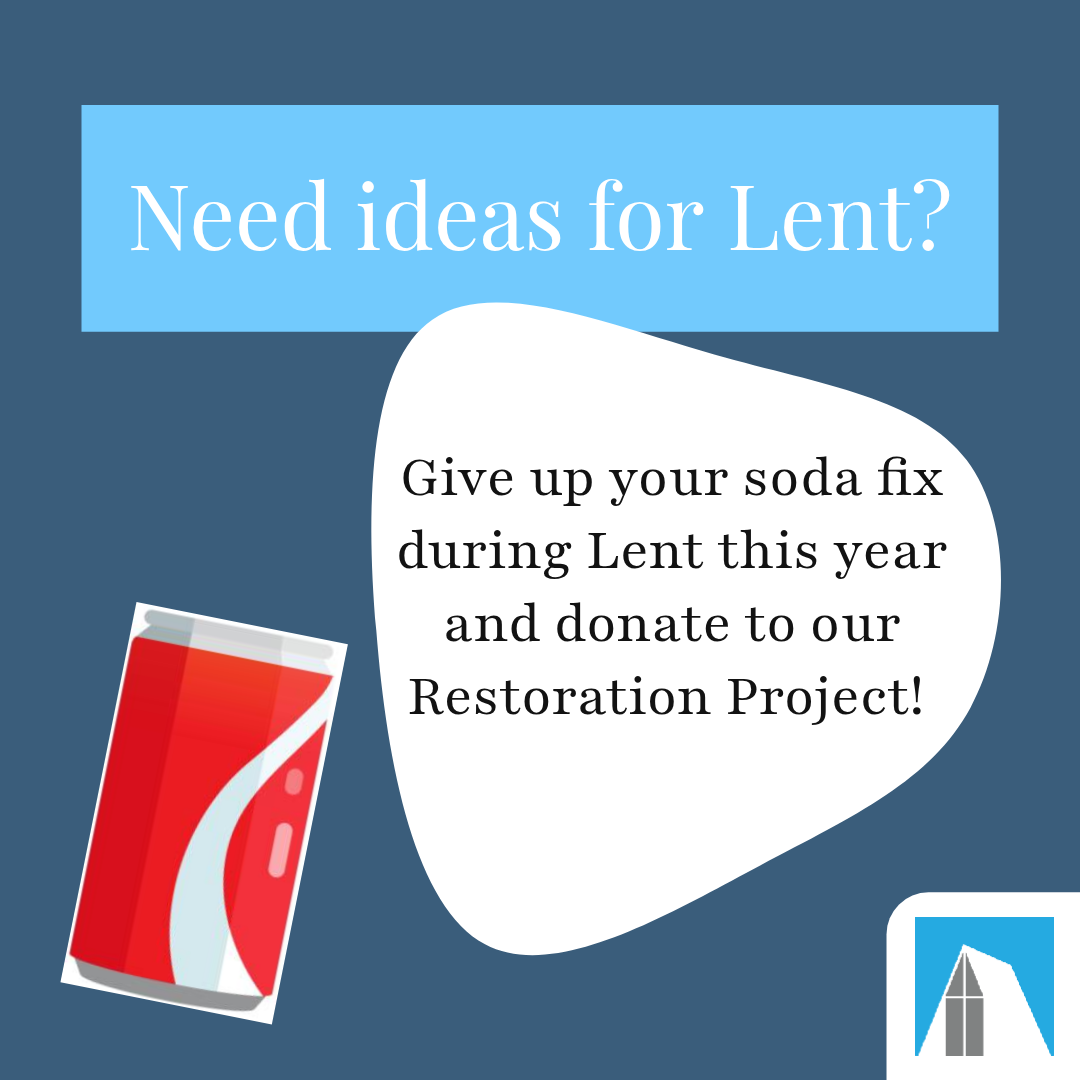 Need ideas for Lent?
Give up your soda fix
during Lent this year
and donate to our
Restoration Project!